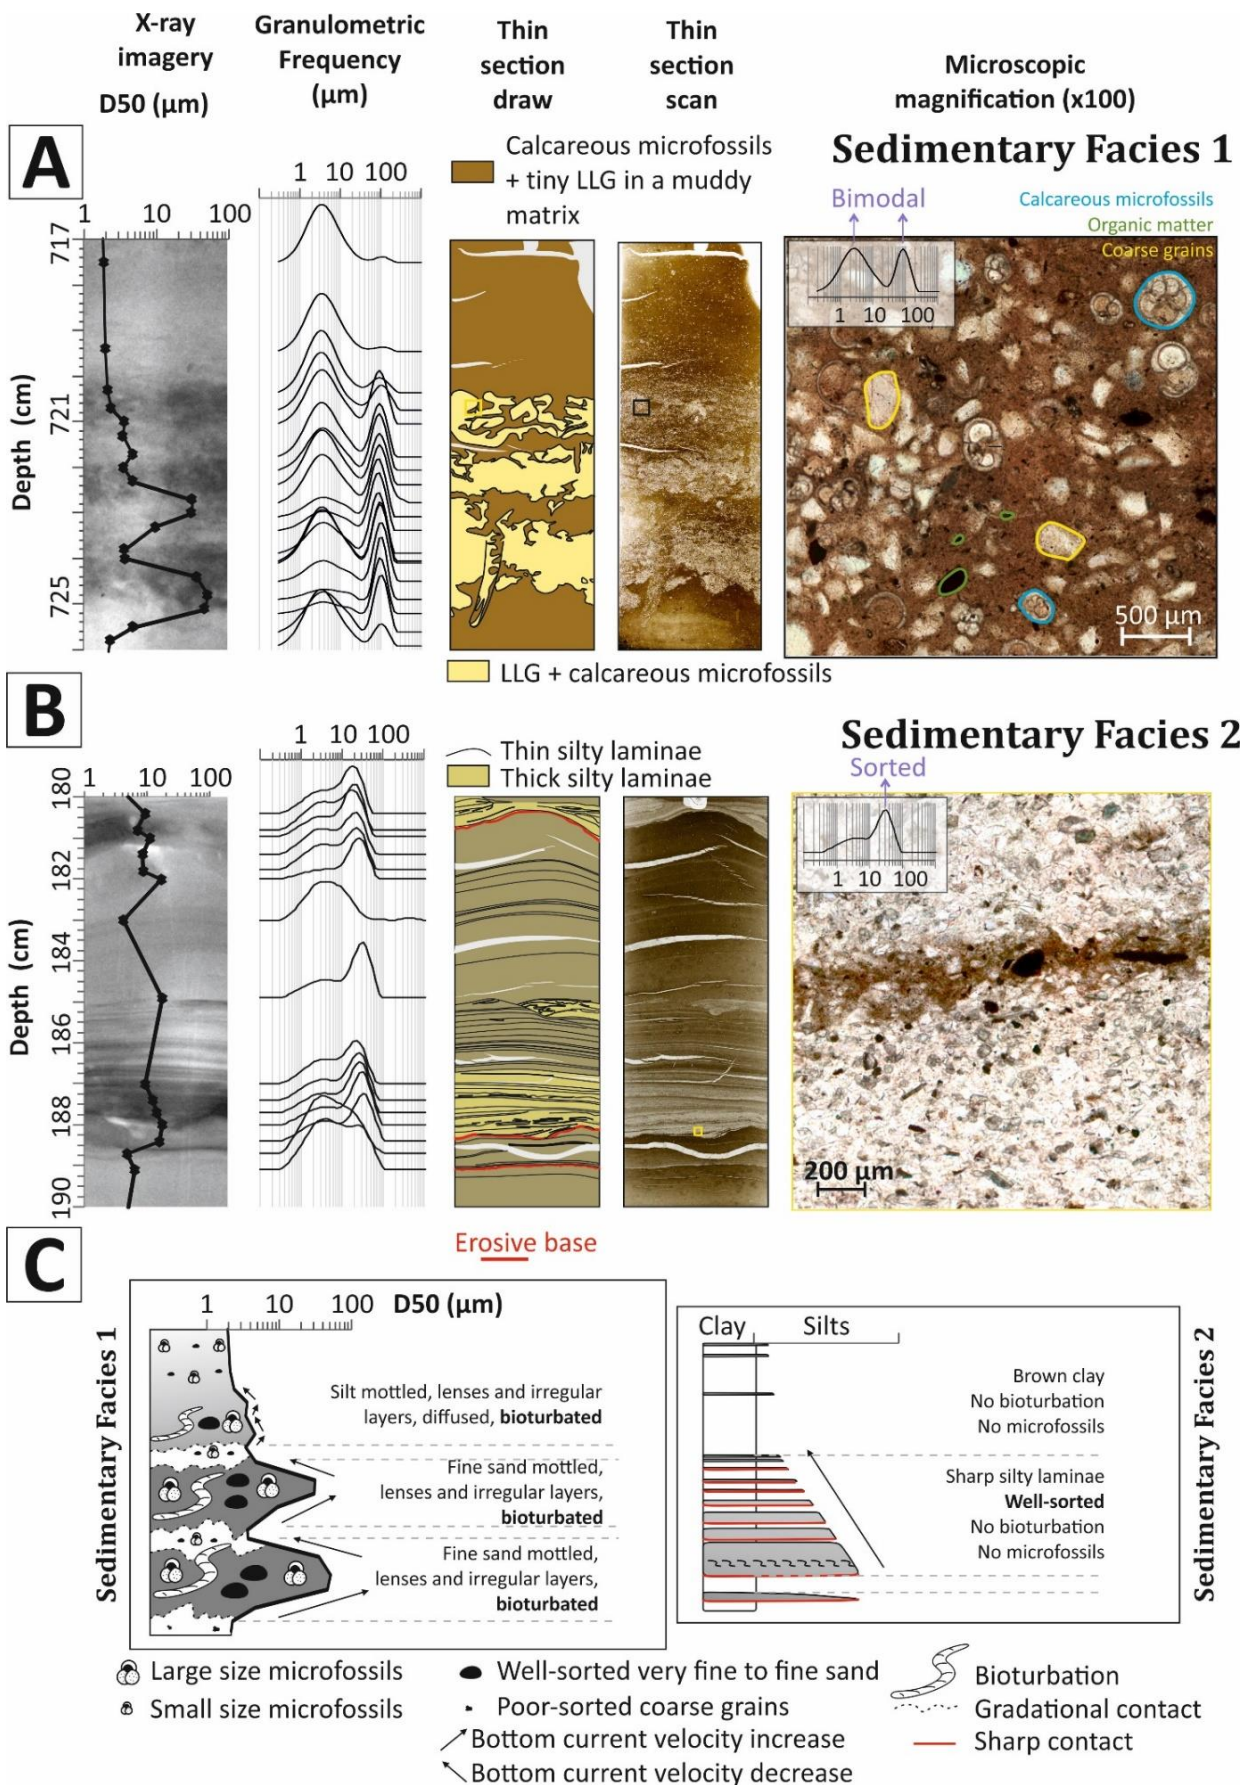 X-ray
imagery
D50 (µm)
Granulometric
Frequency
(µm)
Thin
section
draw
Thin
section
scan
Microscopic
magnification (x100)
A
Sedimentary Facies 1
Calcareous microfossils
+ tiny LLG in a muddy
matrix
1 10 100
1 10 100
Bimodal
Calcareous microfossils
Organic matter
Coarse grains
1 10 100
Depth (cm)
717
721
725
500 µm
LLG + calcareous microfossils
B
Sedimentary Facies 2
1 10 100
1 10 100
Thin silty laminae
Thick silty laminae
Sorted
1 10 100
Depth (cm)
180
182
184
186
188
190
200 µm
Erosive base
C
Sedimentary Facies 1
1 10 100 D50 (µm)
Silt mottled, lenses and irregular
layers, diffused, bioturbated
Fine sand mottled,
lenses and irregular layers,
bioturbated
Fine sand mottled,
lenses and irregular layers,
bioturbated
Clay Silts
Brown clay
No bioturbation
No microfossils
Sharp silty laminae
Well-sorted
No bioturbation
No microfossils
Sedimentary Facies 2
Large size microfossils
Small size microfossils
Well-sorted very fine to fine sand
Poor-sorted coarse grains
Bottom current velocity increase
Bottom current velocity decrease
Bioturbation
Gradational contact
Sharp contact